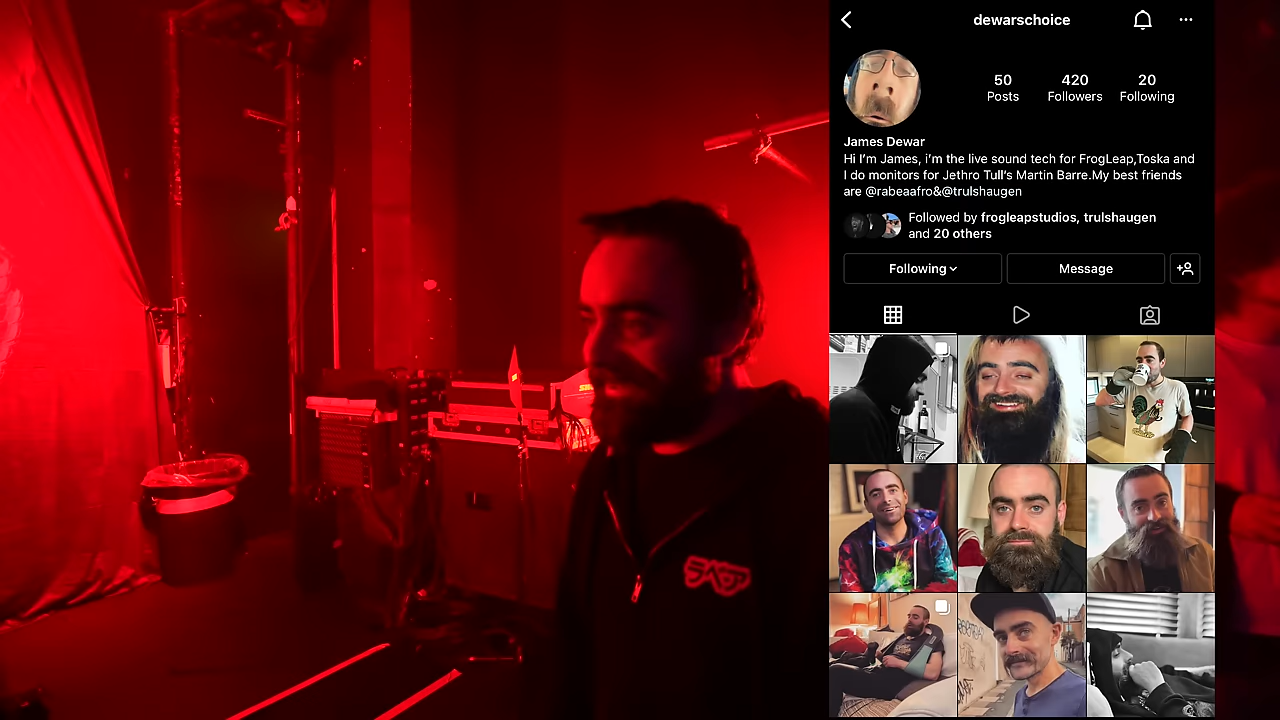 dewarschoice
50
420
20
Posts
Followers
Following
James Dewar
Hi I'm James, i'm the live sound tech for FrogLeap,Toska and
I do monitors for Jethro Tull's Martin Barre.My best friends
are @rabeaafro&@trulshaugen
Followed by frogleapstudios, trulshaugen
and 20 others
Following
Message